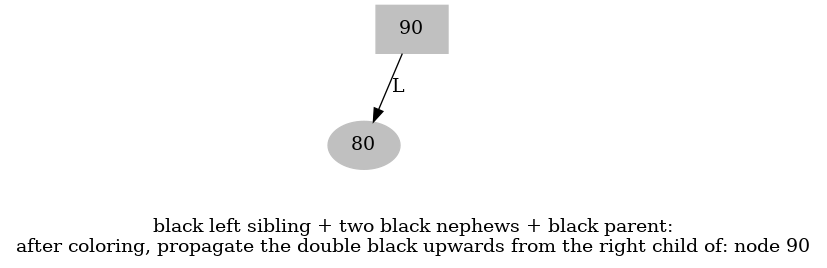 90
L
80
black left sibling + two black nephews + black parent:
after coloring, propagate the double black upwards from the right child of: node 90